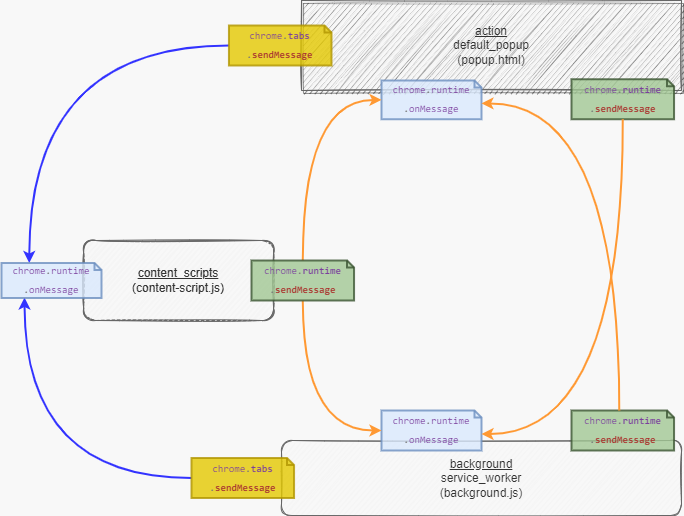 chrome.tabs
.sendMessage
action
default_popup
(popup.html)
chrome.runtime
.onMessage
chrome.runtime
.sendMessage
chrome.runtime
.onMessage
content_scripts
(content-script.js)
chrome.runtime
.sendMessage
chrome.runtime
.onMessage
chrome.runtime
.sendMessage
chrome.tabs
.sendMessage
background
service_worker
(background.js)